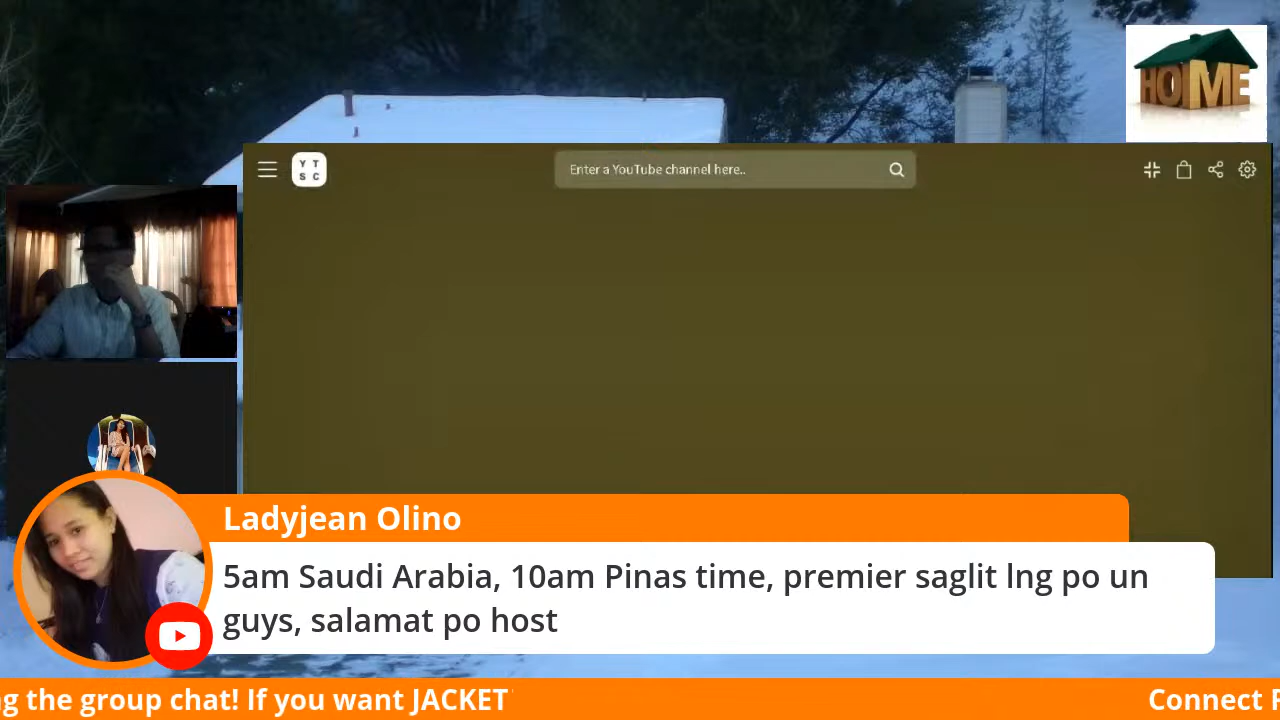 HOME
Y T
S C
Enter a YouTube channel here..
Ladyjean Olino
5am Saudi Arabia, 10am Pinas time, premier saglit lng po un
guys, salamat po host
g the group chat! If you want JACKET
Connect